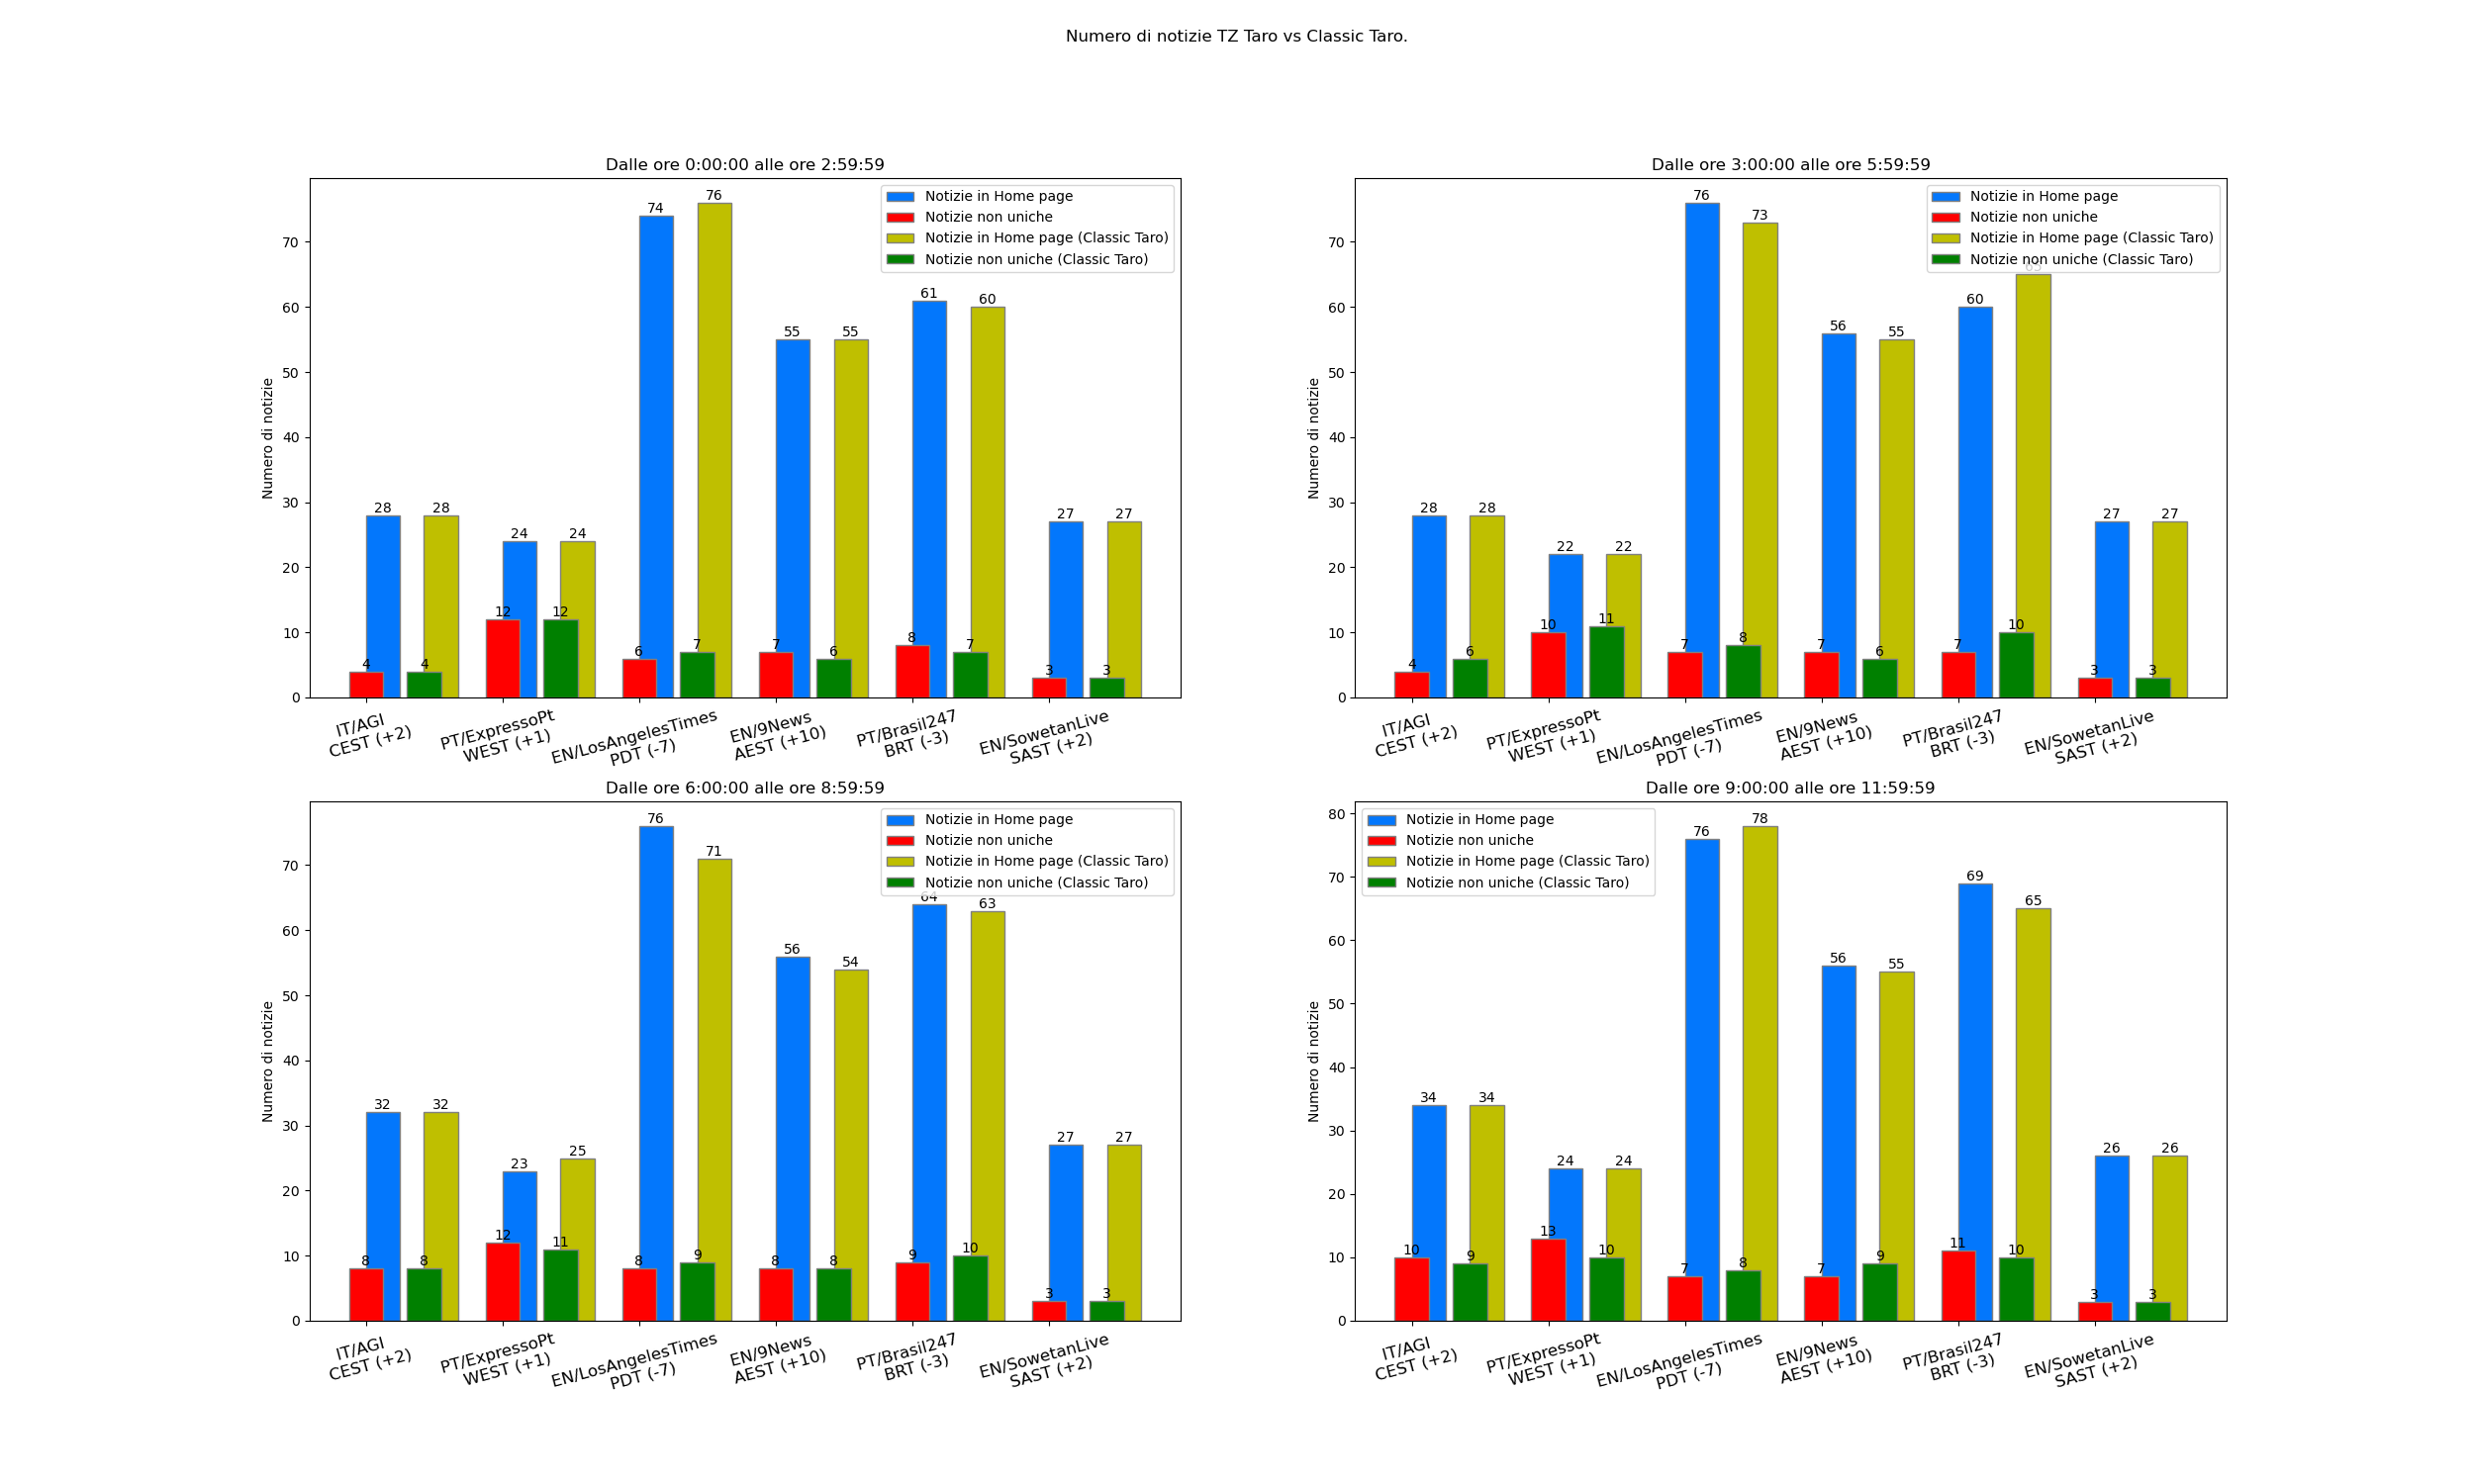 Numero di notizie TZ Taro vs Classic Taro.
Dalle ore 0:00:00 alle ore 2:59:59
Notizie in Home page
Notizie non uniche
Notizie in Home page (Classic Taro)
Notizie non uniche (Classic Taro)
Numero di notizie
70
60
50
40
30
20
10
0
28 28 24 24 74 76 55 55 61 60 27 27
4 4 12 12 6 7 7 6 8 7 3 3
IT/AGI
CEST (+2)
PT/ExpressoPt
WEST (+1)
EN/LosAngelesTimes
PDT (-7)
EN/9News
AEST (+10)
PT/Brasil247
BRT (-3)
EN/SowetanLive
SAST (+2)
Dalle ore 3:00:00 alle ore 5:59:59
Notizie in Home page
Notizie non uniche
Notizie in Home page (Classic Taro)
Notizie non uniche (Classic Taro)
Numero di notizie
70
60
50
40
30
20
10
0
28 28 22 22 76 73 56 55 60 65 27 27
4 6 10 11 7 8 7 6 7 10 3 3
IT/AGI
CEST (+2)
PT/ExpressoPt
WEST (+1)
EN/LosAngelesTimes
PDT (-7)
EN/9News
AEST (+10)
PT/Brasil247
BRT (-3)
EN/SowetanLive
SAST (+2)
Dalle ore 6:00:00 alle ore 8:59:59
Notizie in Home page
Notizie non uniche
Notizie in Home page (Classic Taro)
Notizie non uniche (Classic Taro)
Numero di notizie
70
60
50
40
30
20
10
0
32 32 23 25 76 71 56 54 64 63 27 27
8 8 12 11 8 9 8 8 9 10 3 3
IT/AGI
CEST (+2)
PT/ExpressoPt
WEST (+1)
EN/LosAngelesTimes
PDT (-7)
EN/9News
AEST (+10)
PT/Brasil247
BRT (-3)
EN/SowetanLive
SAST (+2)
Dalle ore 9:00:00 alle ore 11:59:59
Notizie in Home page
Notizie non uniche
Notizie in Home page (Classic Taro)
Notizie non uniche (Classic Taro)
Numero di notizie
80
70
60
50
40
30
20
10
0
34 34 24 24 76 78 56 55 69 65 26 26
10 9 13 10 7 8 7 9 11 10 3 3
IT/AGI
CEST (+2)
PT/ExpressoPt
WEST (+1)
EN/LosAngelesTimes
PDT (-7)
EN/9News
AEST (+10)
PT/Brasil247
BRT (-3)
EN/SowetanLive
SAST (+2)